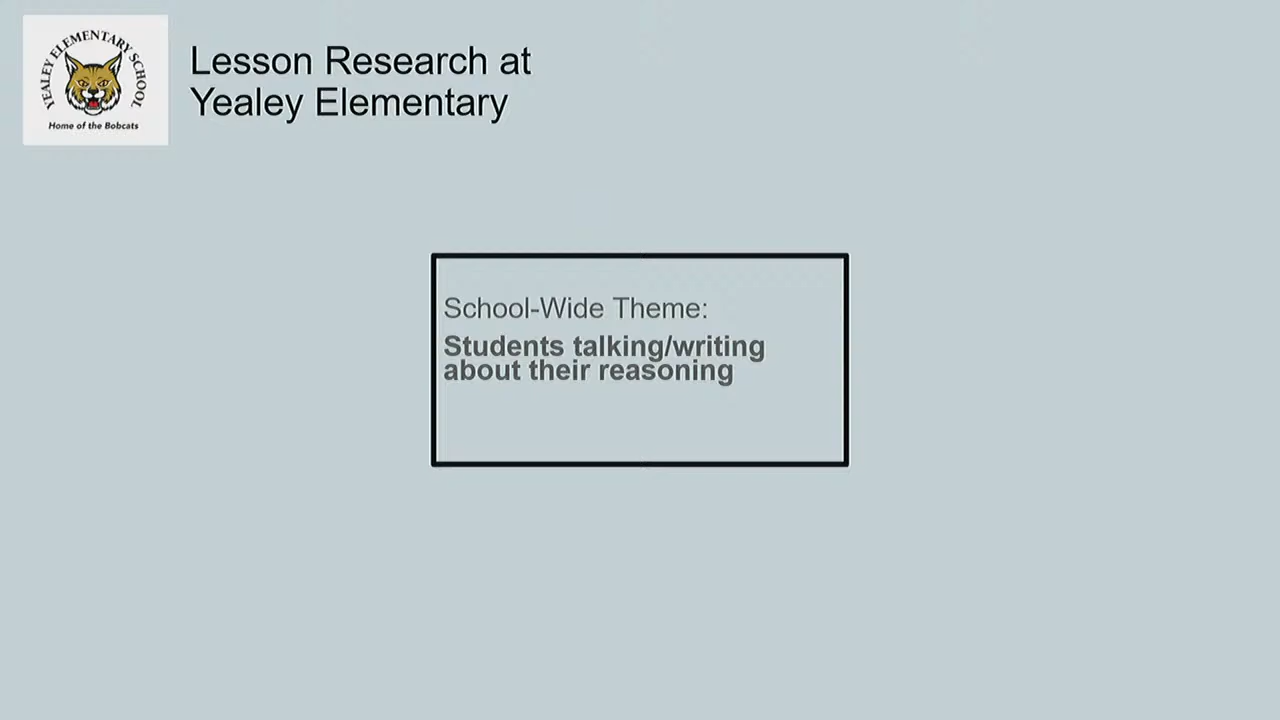 YEALEY ELEMENTARY SCHOOL
Home of the Bobcats
Lesson Research at
Yealey Elementary
School-Wide Theme:
Students talking/writing
about their reasoning